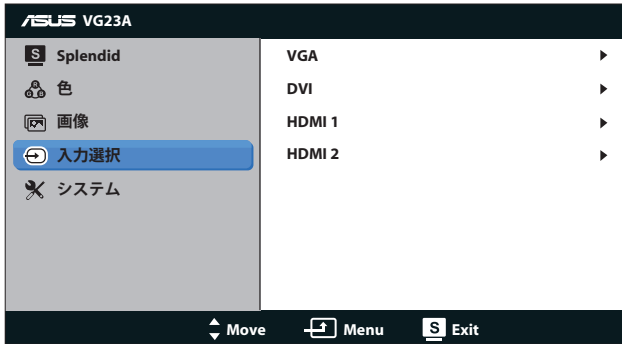 ASUS VG23A
S Splendid
色
画像
入力選択
システム
VGA
DVI
HDMI 1
HDMI 2
Move Menu S Exit